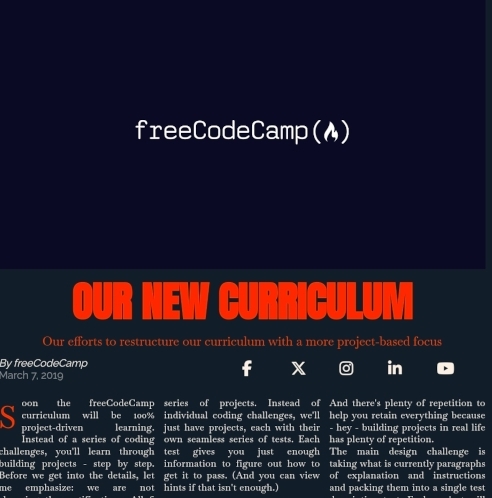 freeCodeCamp(🔥)
OUR NEW CURRICULUM
Our efforts to restructure our curriculum with a more project-based focus
By freeCodeCamp
March 7, 2019
Soon the freeCodeCamp
curriculum will be 100%
project-driven learning.
Instead of a series of coding
challenges, you'll learn through
building projects - step by step.
Before we get into the details, let
me emphasize: we are not
series of projects. Instead of
individual coding challenges, we'll
just have projects, each with their
own seamless series of tests. Each
test gives you just enough
information to figure out how to
get it to pass. (And you can view
hints if that isn't enough.)
And there's plenty of repetition to
help you retain everything because
- hey - building projects in real life
has plenty of repetition.
The main design challenge is
taking what is currently paragraphs
of explanation and instructions
and packing them into a single test